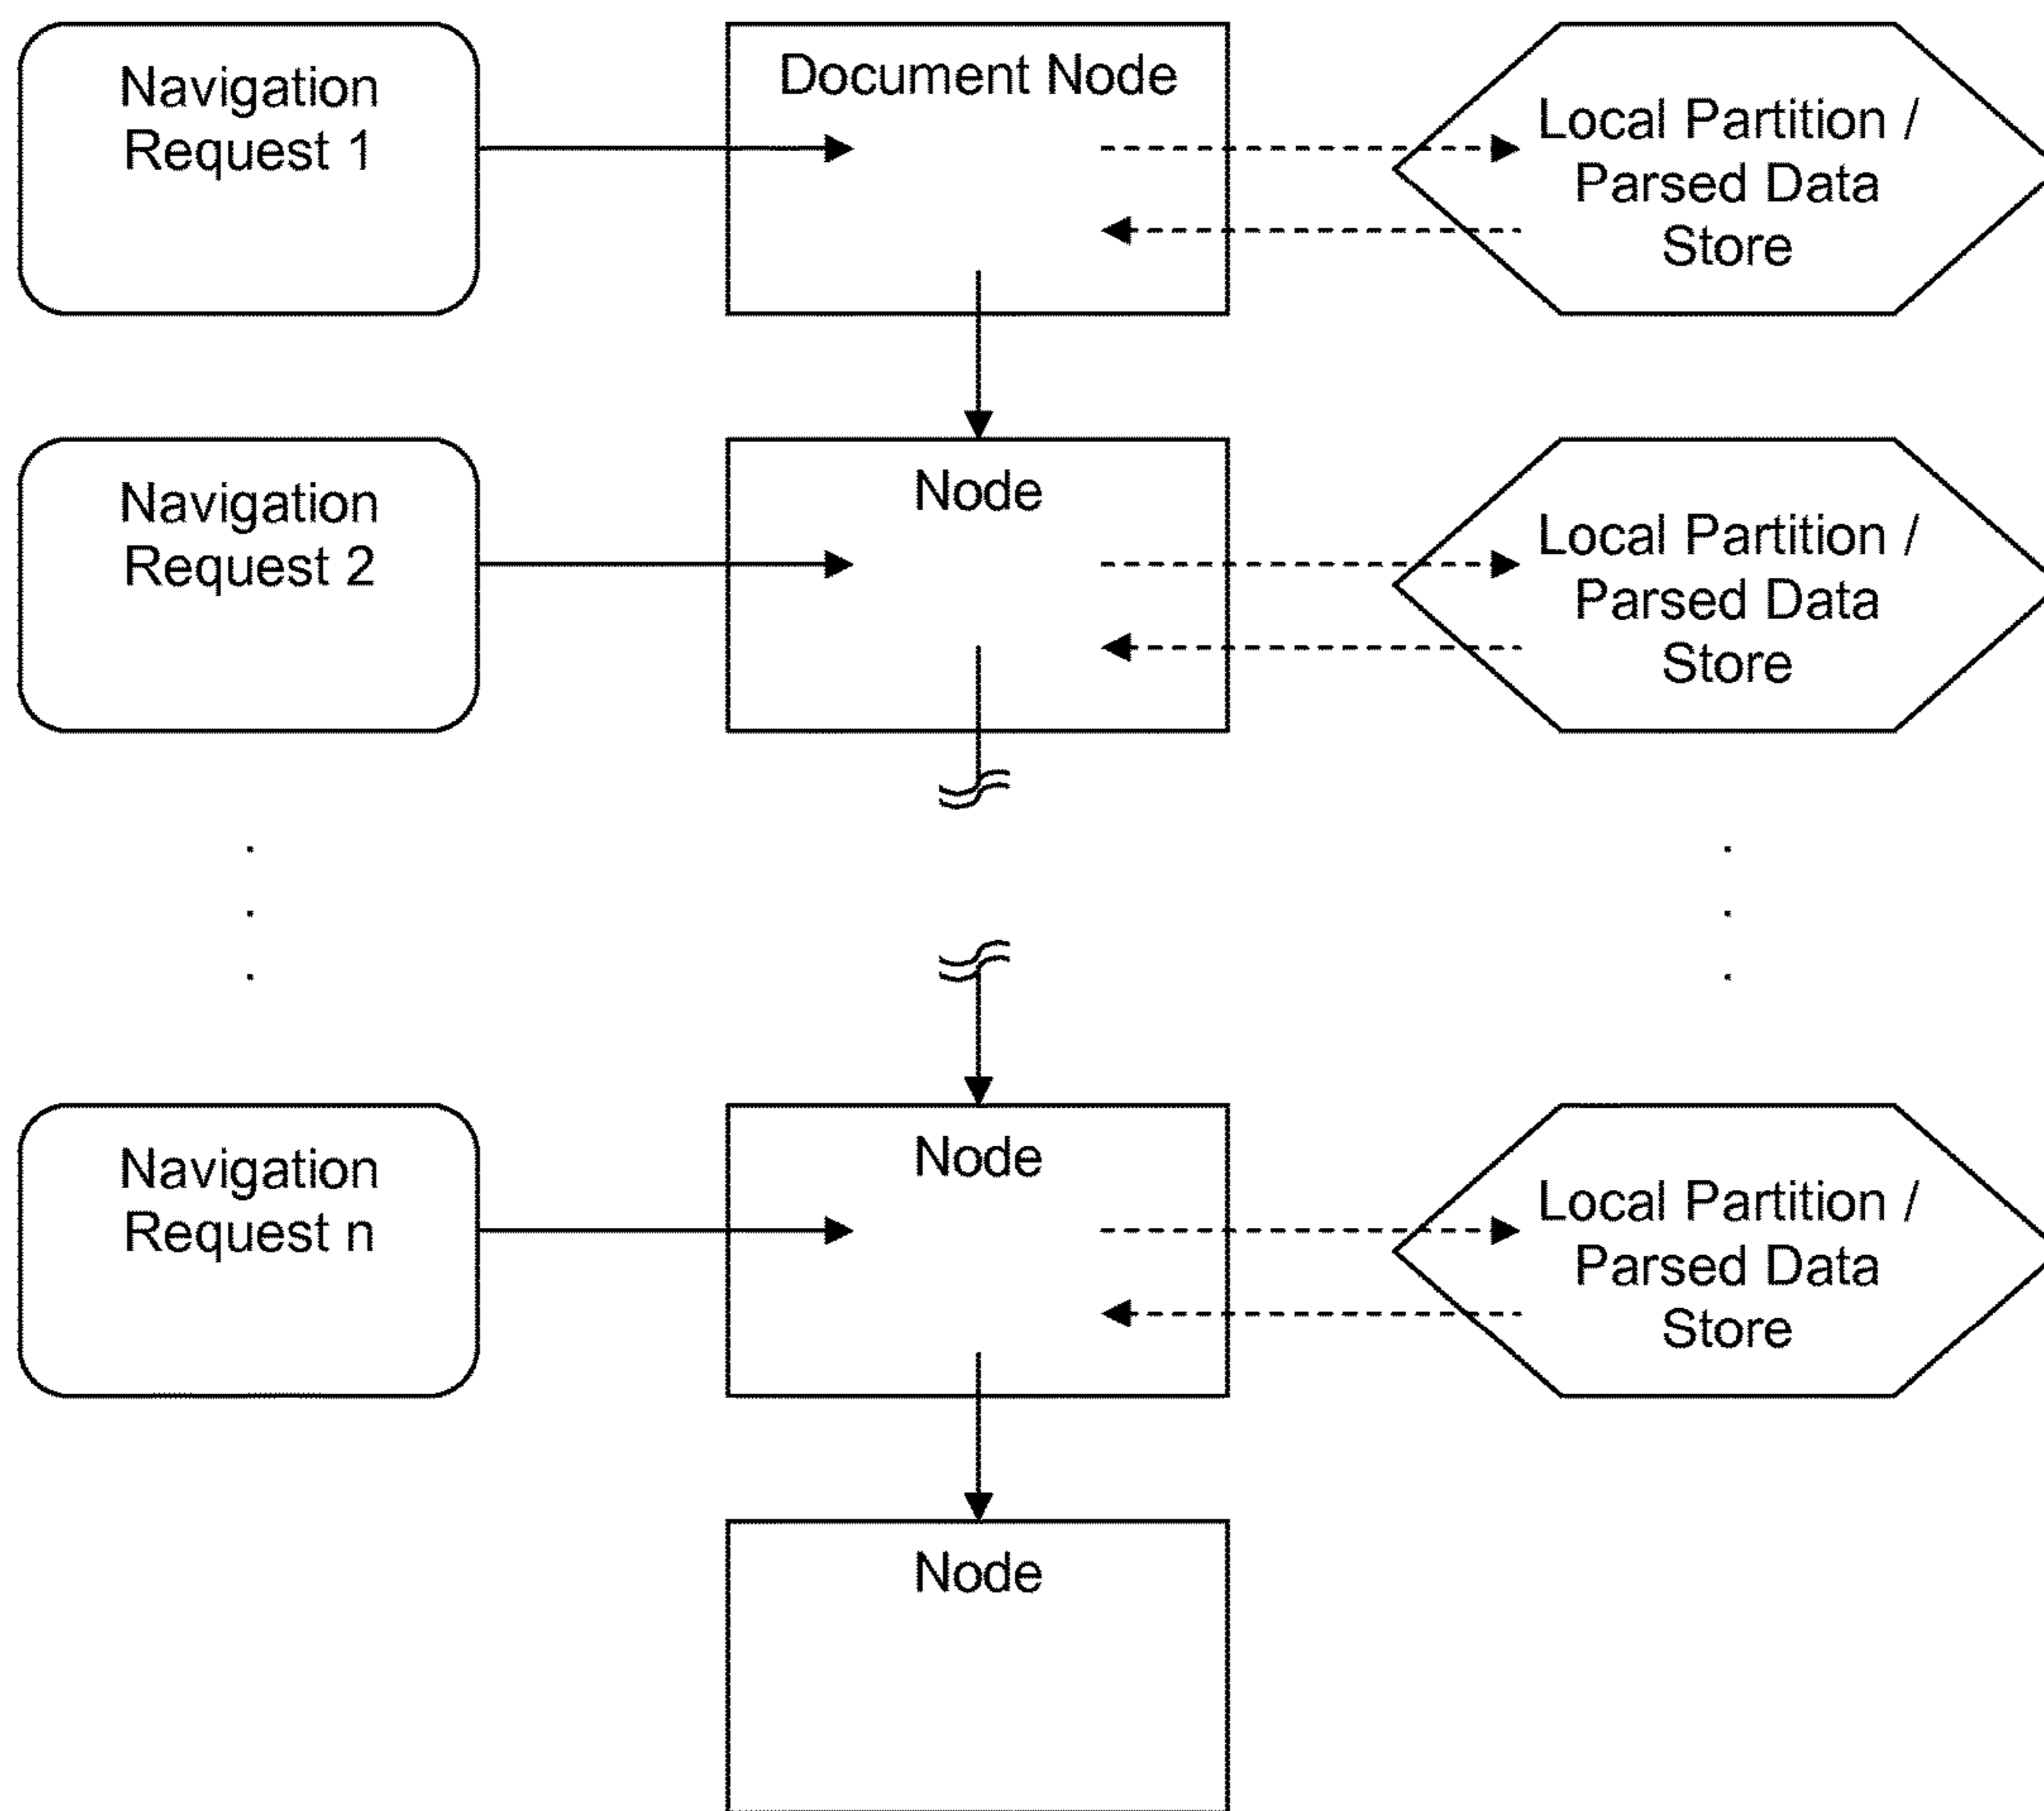 Navigation
Request 1
Document Node
Local Partition /
Parsed Data
Store
Navigation
Request 2
Node
Local Partition /
Parsed Data
Store
Navigation
Request n
Node
Local Partition /
Parsed Data
Store
Node